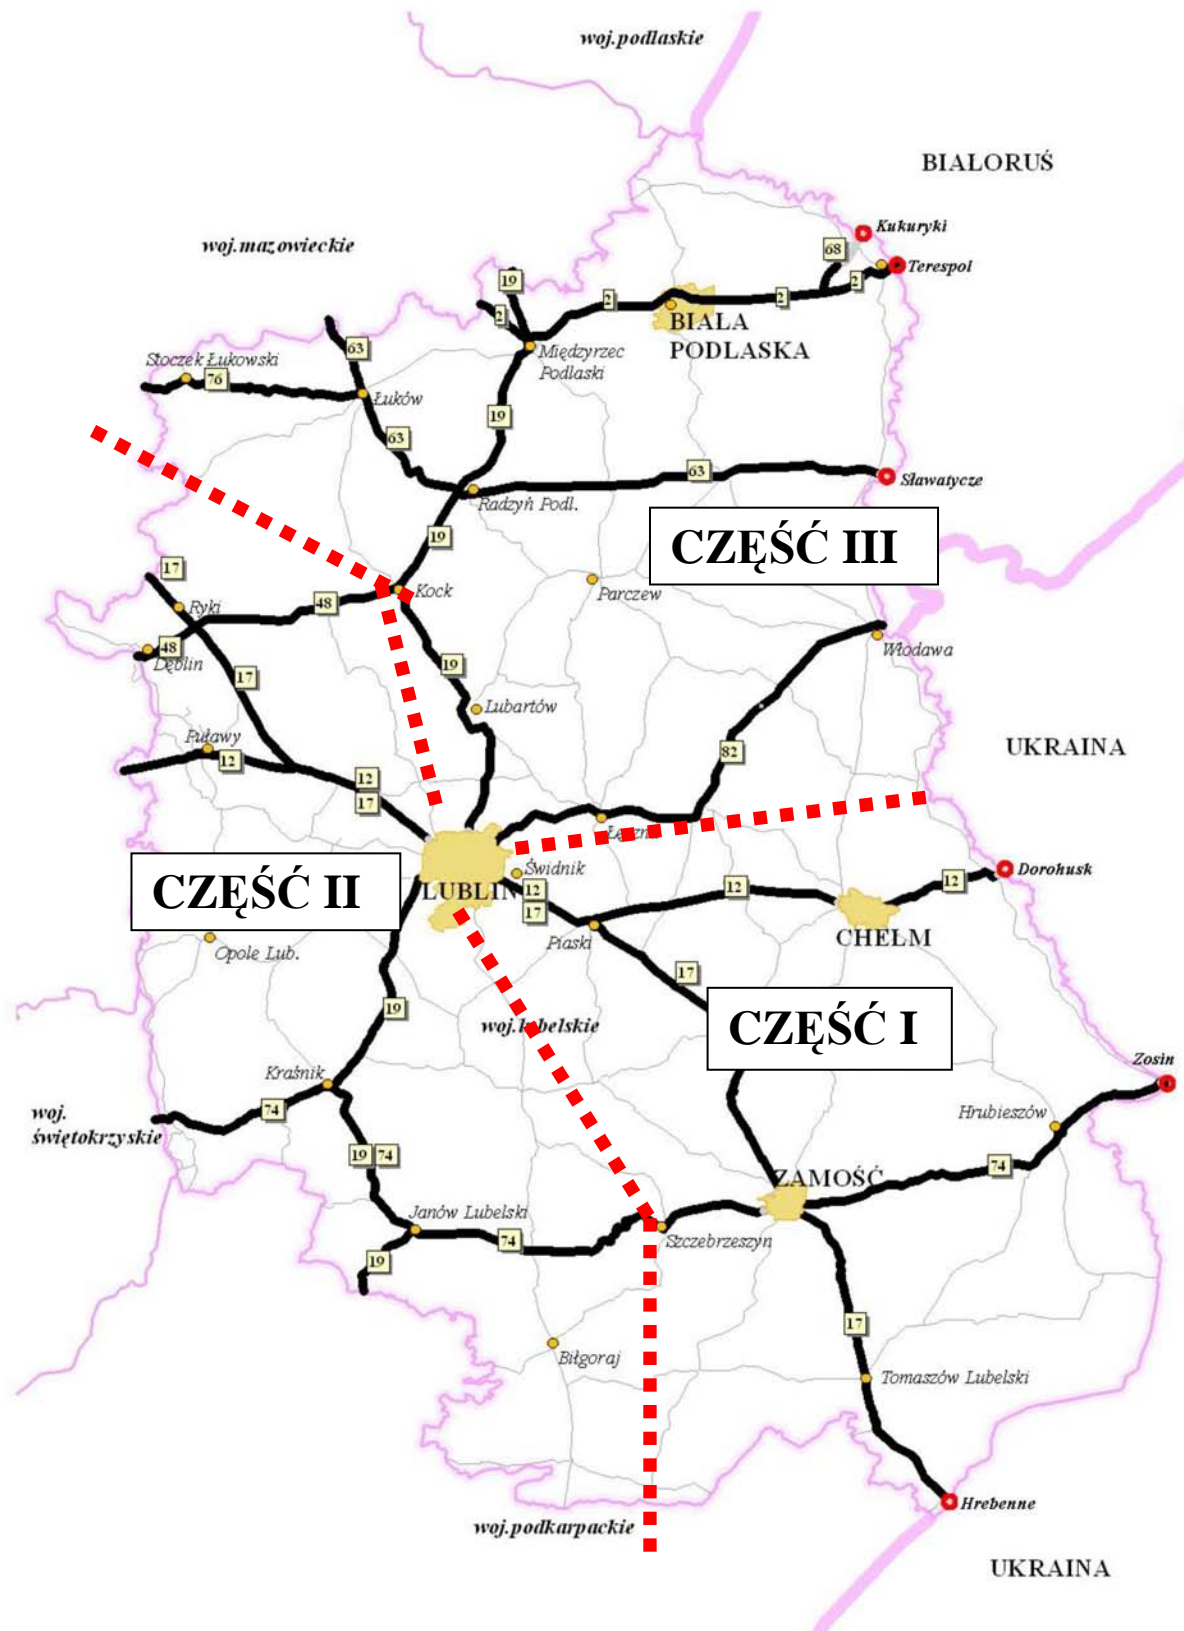 woj.podlaskie
BIAŁORUŚ
Kukuryki
woj.mazowieckie
68
Terespol
19
2
2
2
2
BIAŁA
PODLASKA
63
Międzyrzec
Podlaski
Stoczek Łukowski
76
Łuków
19
63
63
Sławatycze
Radzyń Podl.
19
CZĘŚĆ III
17
Kock
Parczew
48
Ryki
48
Dęblin
Włodawa
19
17
Lubartów
Puławy
12
82
UKRAINA
12
17
CZĘŚĆ II
Świdnik
LUBLIN
12
17
12
12
Dorohusk
CHEŁM
Piaski
Opole Lub.
17
19
woj.lubelskie
CZĘŚĆ I
Zosin
Kraśnik
74
Hrubieszów
woj.
świętokrzyskie
19
74
74
ZAMOŚĆ
Janów Lubelski
74
Szczebrzeszyn
19
17
Biłgoraj
Tomaszów Lubelski
Hrebenne
woj.podkarpackie
UKRAINA